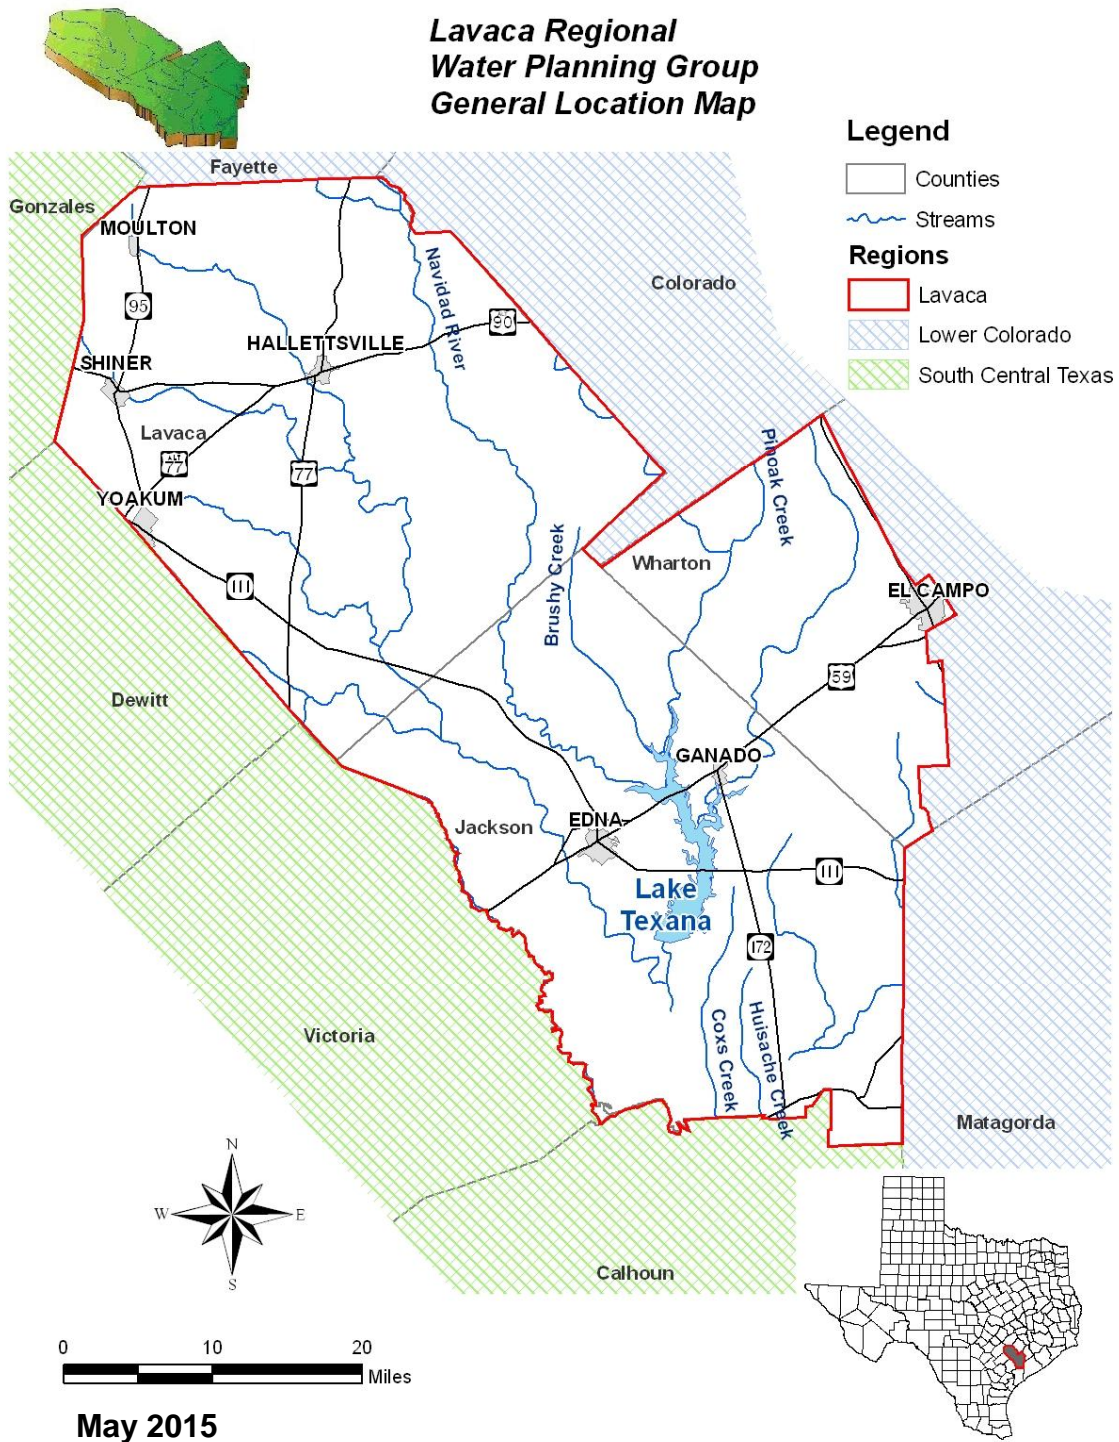 Lavaca Regional
Water Planning Group
General Location Map
Legend
Counties
Streams
Regions
Lavaca
Lower Colorado
South Central Texas
Fayette
Gonzales
MOULTON
Colorado
Navidad River
95
90
HALLETTSVILLE
SHINER
Lavaca
ALT
77
77
YOAKUM
Pinoak Creek
Brushy Creek
Wharton
111
EL CAMPO
59
Dewitt
GANADO
EDNA
Jackson
111
Lake
Texana
172
Coxs Creek
Huisache Creek
Victoria
Matagorda
Calhoun
N
W
E
S
0
10
20
Miles
May 2015